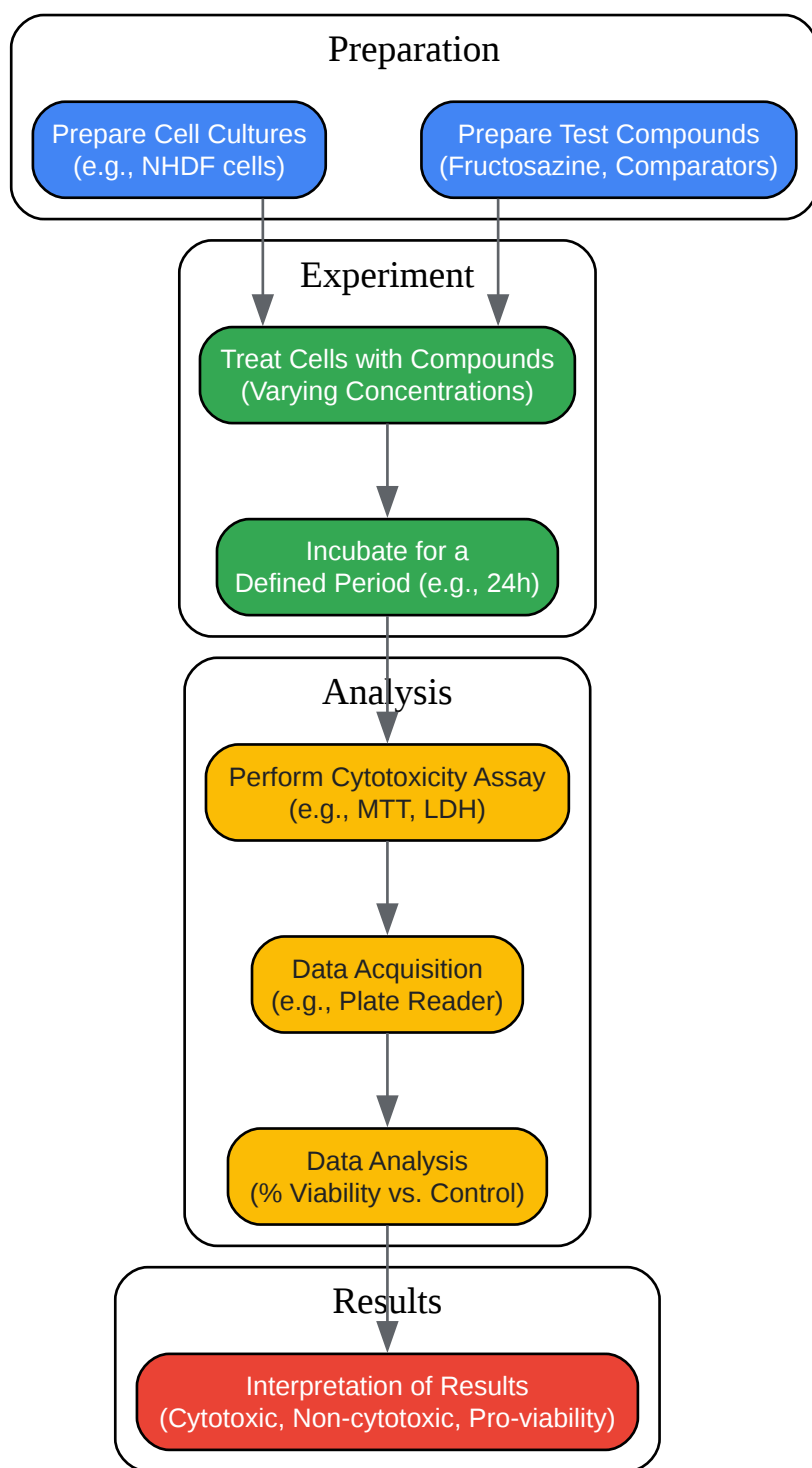 Preparation
Prepare Cell Cultures
(e.g., NHDF cells)
Prepare Test Compounds
(Fructosazine, Comparators)
Experiment
Treat Cells with Compounds
(Varying Concentrations)
Incubate for a
Defined Period (e.g., 24h)
Analysis
Perform Cytotoxicity Assay
(e.g., MTT, LDH)
Data Acquisition
(e.g., Plate Reader)
Data Analysis
(% Viability vs. Control)
Results
Interpretation of Results
(Cytotoxic, Non-cytotoxic, Pro-viability)